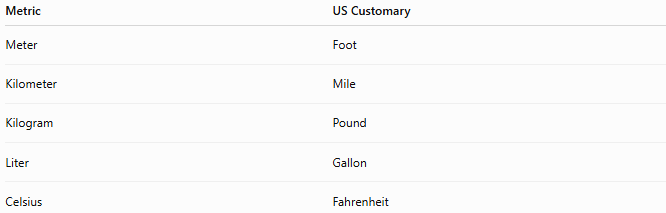 Metric US Customary
Meter Foot
Kilometer Mile
Kilogram Pound
Liter Gallon
Celsius Fahrenheit